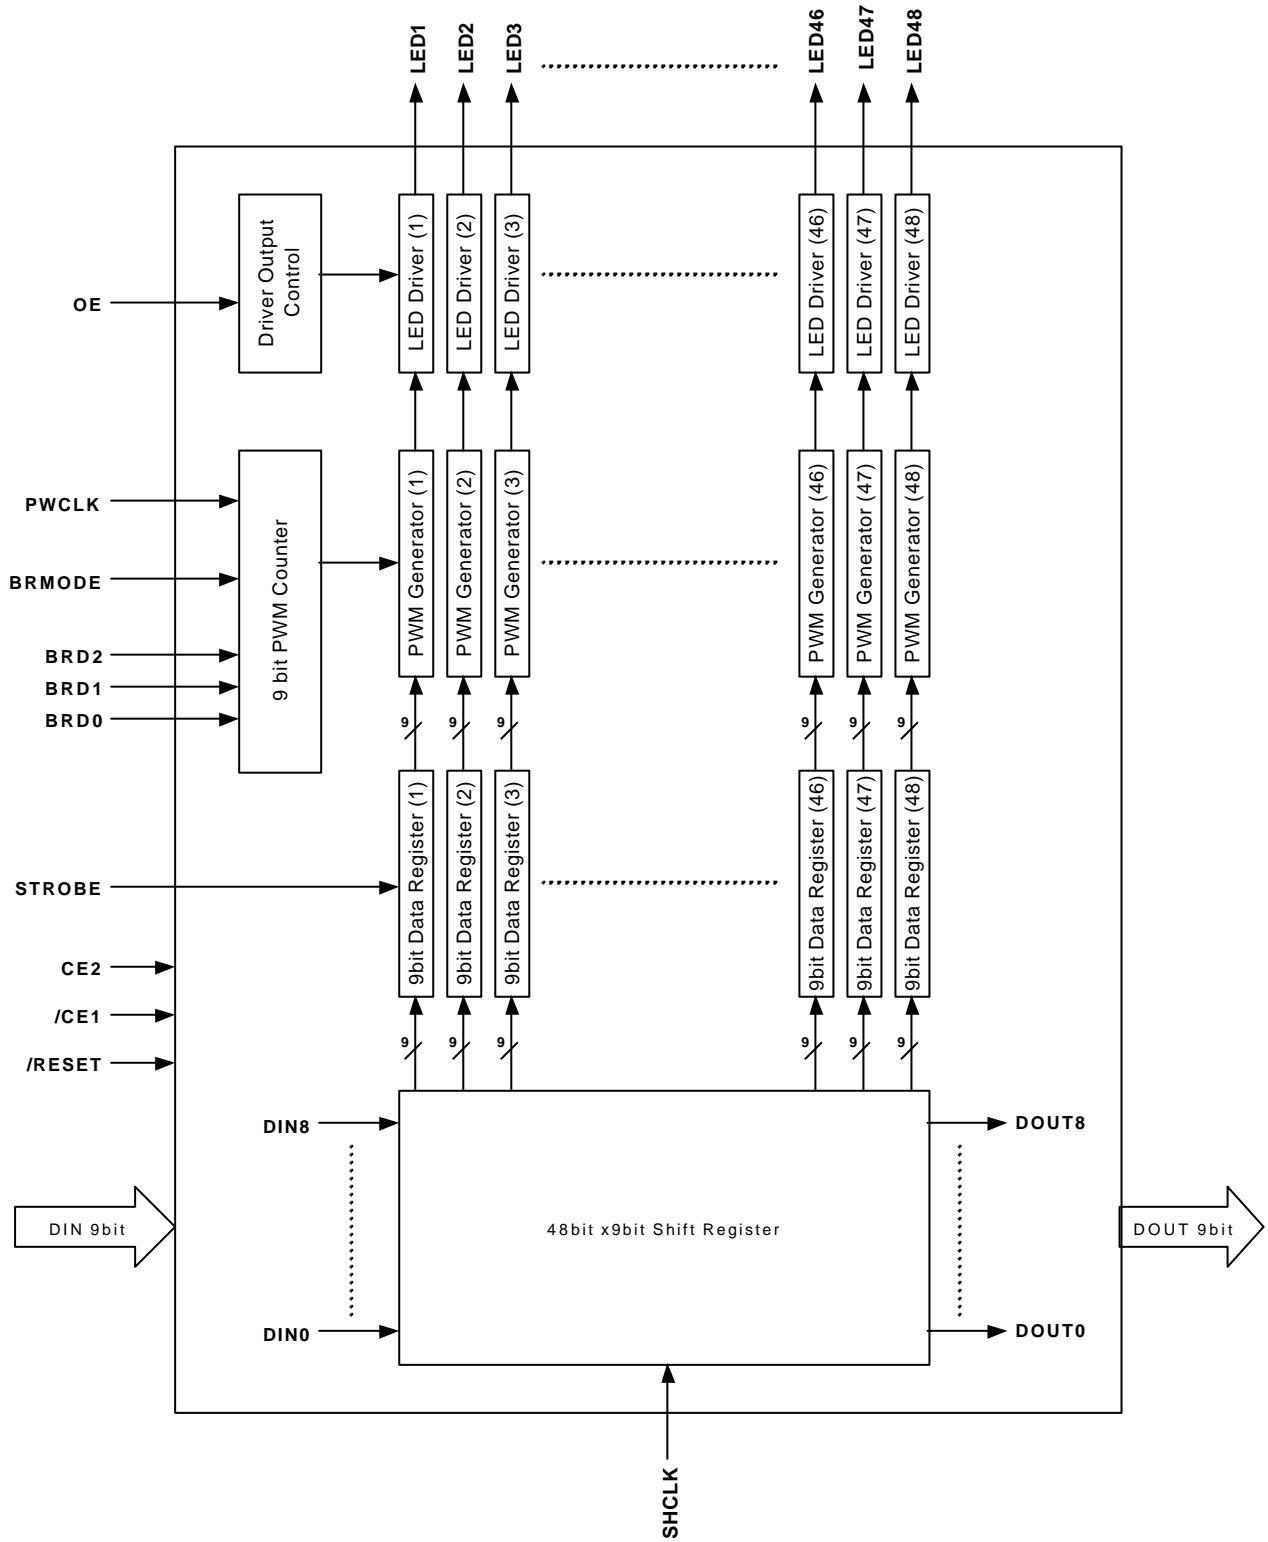 LED1
LED2
LED3
LED46
LED47
LED48
OE
Driver Output
Control
LED Driver (1)
LED Driver (2)
LED Driver (3)
LED Driver (46)
LED Driver (47)
LED Driver (48)
PWCLK
BRMODE
BRD2
BRD1
BRD0
9 bit PWM Counter
PWM Generator (1)
PWM Generator (2)
PWM Generator (3)
PWM Generator (46)
PWM Generator (47)
PWM Generator (48)
9
9
9
9
9
9
STROBE
9bit Data Register (1)
9bit Data Register (2)
9bit Data Register (3)
9bit Data Register (46)
9bit Data Register (47)
9bit Data Register (48)
CE2
/CE1
/RESET
9
9
9
9
9
9
DIN8
DOUT8
DIN 9bit
48bit x9bit Shift Register
DOUT 9bit
DIN0
DOUT0
SHCLK